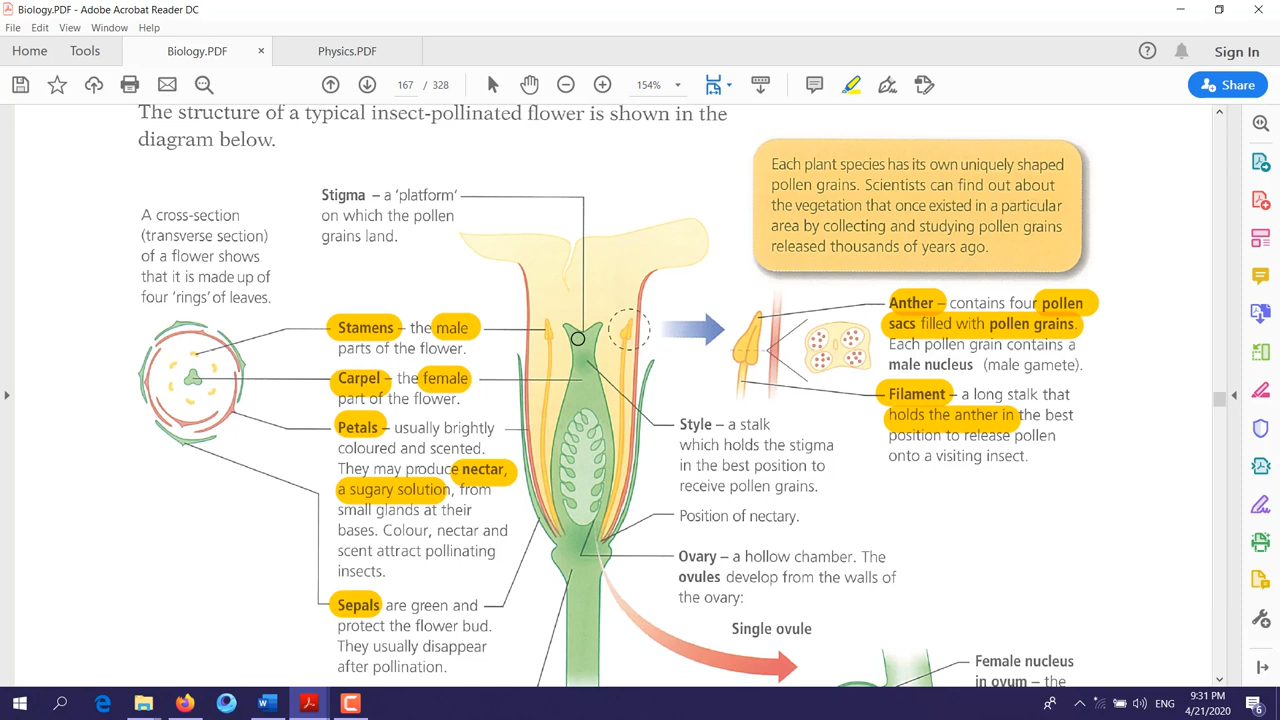 Biology.PDF - Adobe Acrobat Reader DC
File Edit View Window Help
Home Tools Biology.PDF × Physics.PDF Sign In
167 / 328 154% Share
The structure of a typical insect-pollinated flower is shown in the
diagram below.
Each plant species has its own uniquely shaped
pollen grains. Scientists can find out about
the vegetation that once existed in a particular
area by collecting and studying pollen grains
released thousands of years ago.
Stigma – a ‘platform‘
on which the pollen
grains land.
A cross-section
(transverse section)
of a flower shows
that it is made up of
four ‘rings’ of leaves.
Stamens – the male
parts of the flower.
Carpel – the female
part of the flower.
Petals – usually brightly
coloured and scented.
They may produce nectar,
a sugary solution, from
small glands at their
bases. Colour, nectar and
scent attract pollinating
insects.
Sepals are green and
protect the flower bud.
They usually disappear
after pollination.
Anther – contains four pollen
sacs filled with pollen grains.
Each pollen grain contains a
male nucleus (male gamete).
Filament – a long stalk that
holds the anther in the best
position to release pollen
onto a visiting insect.
Style – a stalk
which holds the stigma
in the best position to
receive pollen grains.
Position of nectary.
Ovary – a hollow chamber. The
ovules develop from the walls of
the ovary:
Single ovule
Female nucleus
in ovum – the
ENG
9:31 PM
4/21/2020
6